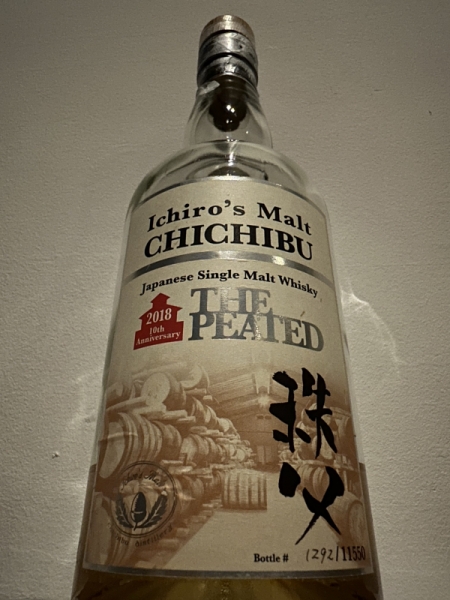 Ichiro's Malt
CHICHIBU
Japanese Single Malt Whisky
2018
10th
Anniversary
THE
PEATED
秩父
Bottle # 1292/11550